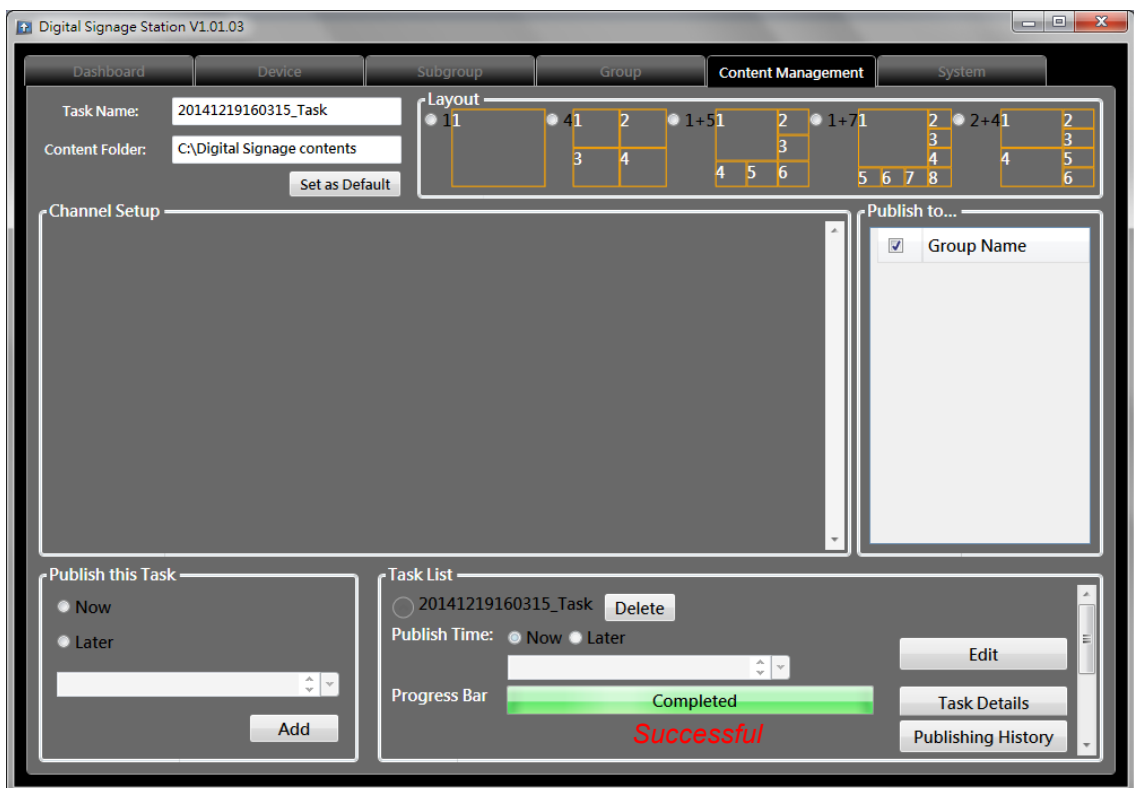 Digital Signage Station V1.01.03
Dashboard Device Subgroup Group Content Management System
Task Name: 20141219160315_Task
Content Folder: C:\Digital Signage contents
Set as Default
Layout
1 1
4 1 2 3 4
1+5 1 2 3 4 5 6
1+7 1 2 3 4 5 6 7 8
2+4 1 2 3 4 5 6
Channel Setup
Publish to...
Group Name
Publish this Task
Now
Later
Add
Task List
20141219160315_Task Delete
Publish Time: Now Later
Edit
Progress Bar Completed
Successful
Task Details
Publishing History